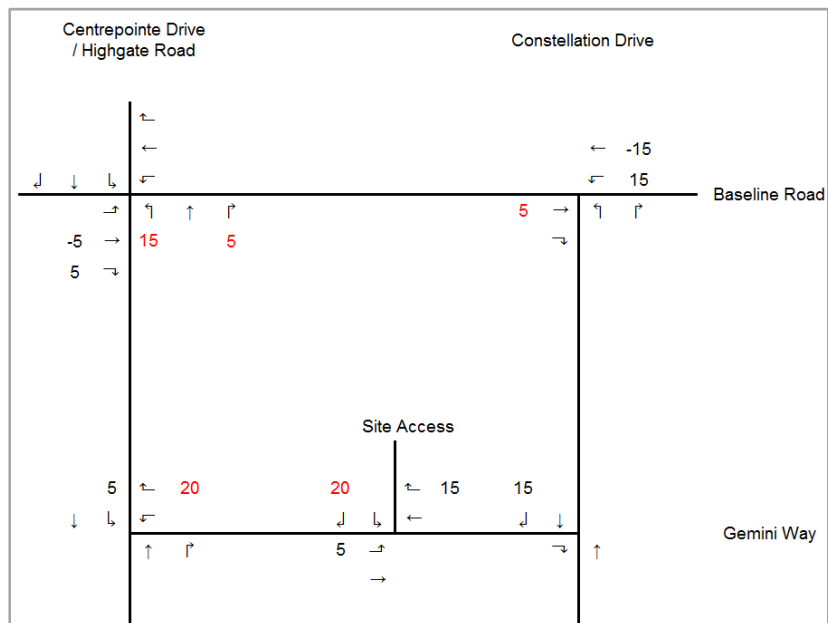 Centrepointe Drive
/ Highgate Road
Constellation Drive
-15
15
Baseline Road
5
-5 15 5
5
Site Access
5 20 20 15 15
Gemini Way
5